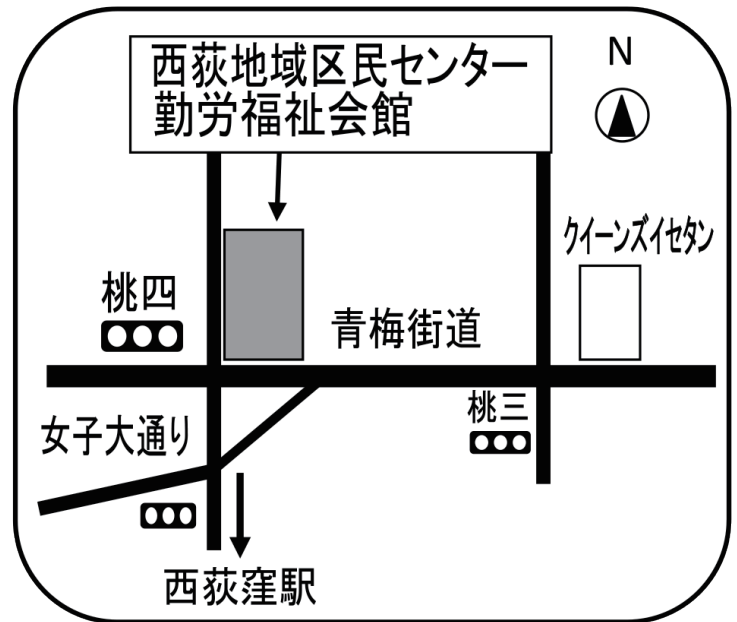 西荻地域区民センター
勤労福祉会館
N
クイーンズイセタン
桃四
青梅街道
桃三
女子大通り
西荻窪駅